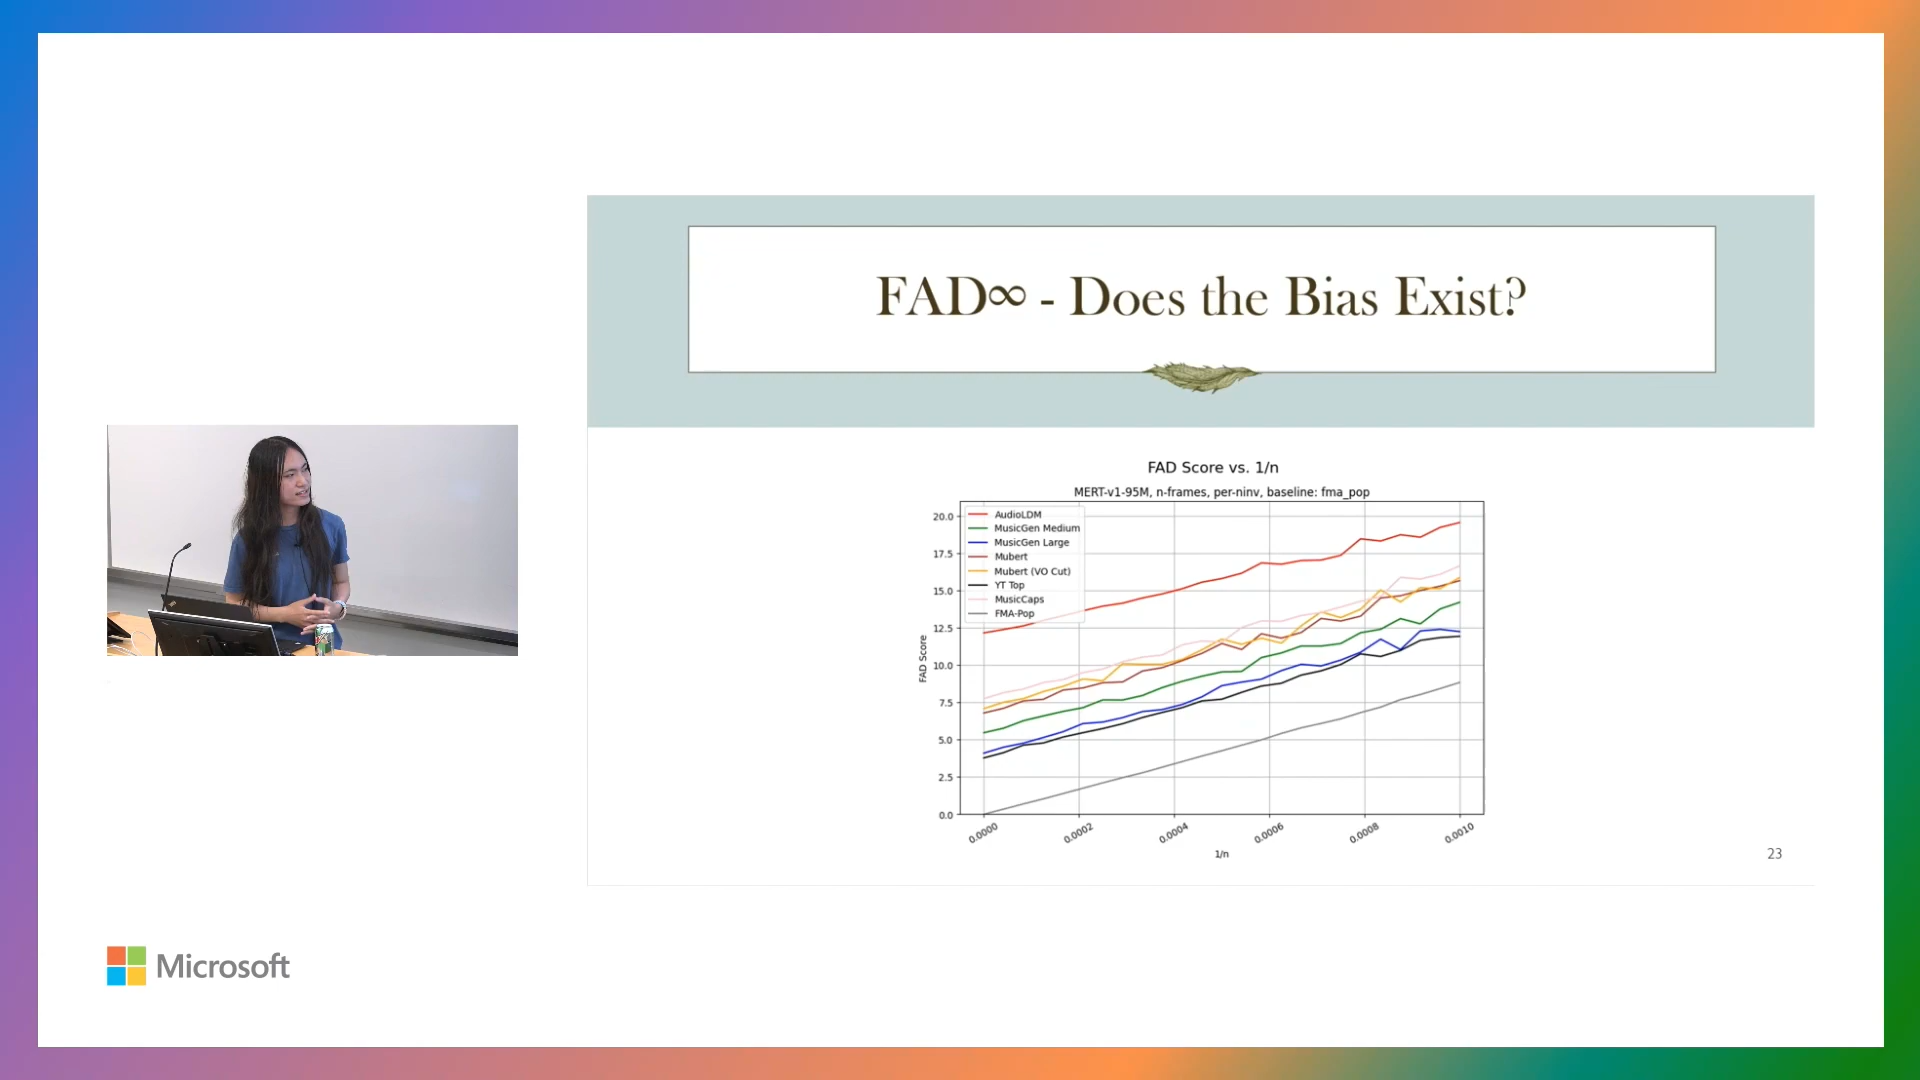 FAD∞ - Does the Bias Exist?
FAD Score vs. 1/n
MERT-v1-95M, n-frames, per-ninv, baseline: fma_pop
AudioLDM
MusicGen Medium
MusicGen Large
Mubert
Mubert (VO Cut)
YT Top
MusicCaps
FMA-Pop
FAD Score
20.0
17.5
15.0
12.5
10.0
7.5
5.0
2.5
0.0
0.0000
0.0002
0.0004
0.0006
0.0008
0.0010
1/n
23
Microsoft